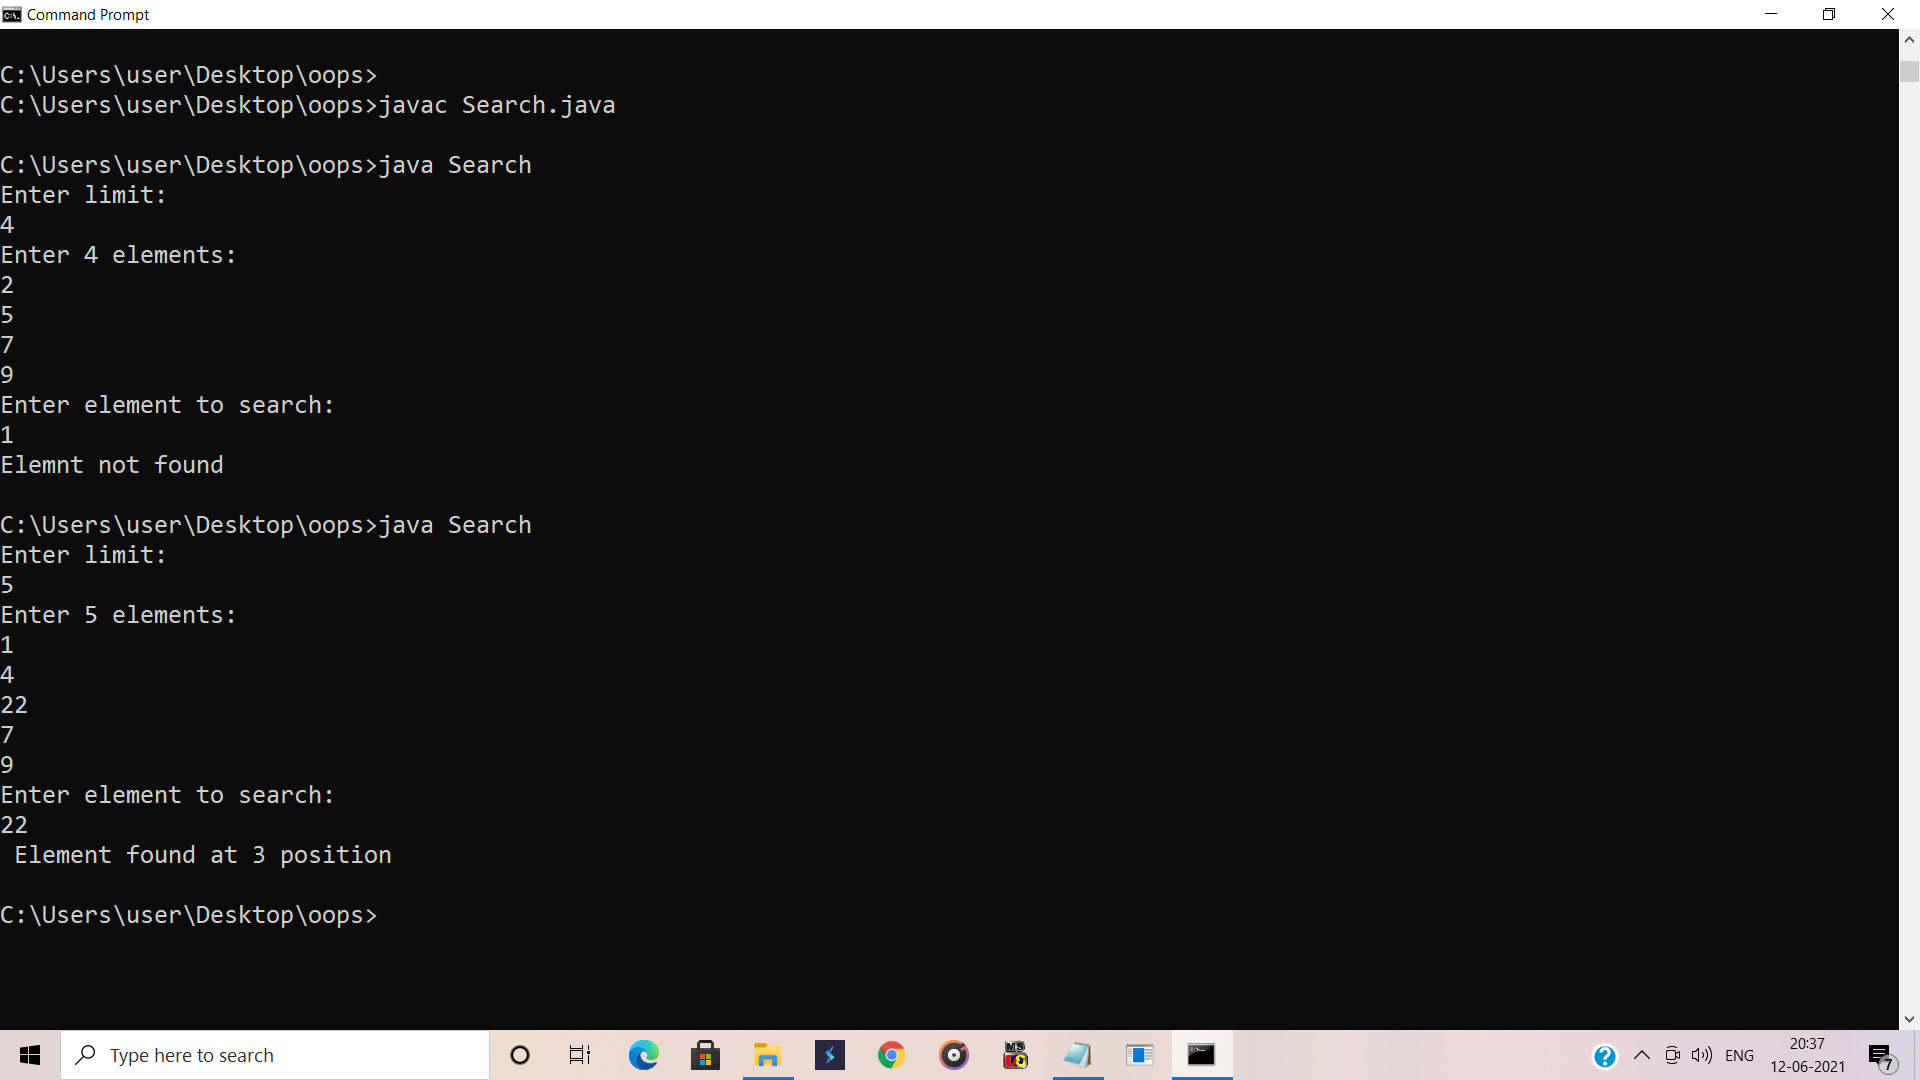 Command Prompt
C:\Users\user\Desktop\oops>
C:\Users\user\Desktop\oops>javac Search.java
C:\Users\user\Desktop\oops>java Search
Enter limit:
4
Enter 4 elements:
2
5
7
9
Enter element to search:
1
Elemnt not found
C:\Users\user\Desktop\oops>java Search
Enter limit:
5
Enter 5 elements:
1
4
22
7
9
Enter element to search:
22
 Element found at 3 position
C:\Users\user\Desktop\oops>
Type here to search
ENG
20:37
12-06-2021
7